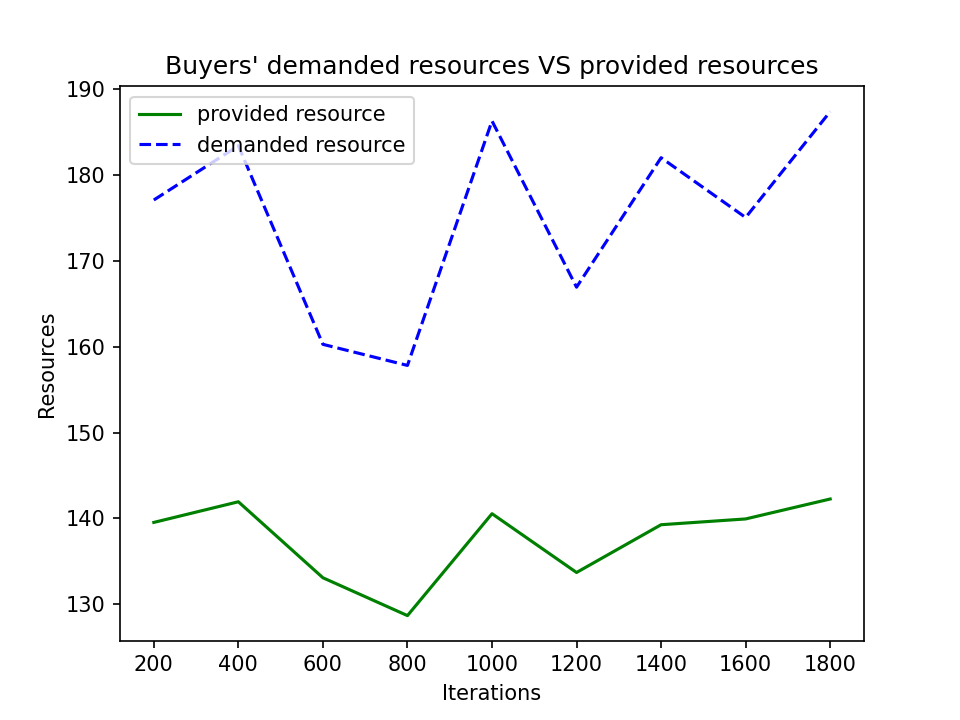 Buyers' demanded resources VS provided resources
190
180
170
160
150
140
130
Resources
provided resource
demanded resource
200 400 600 800 1000 1200 1400 1600 1800
Iterations